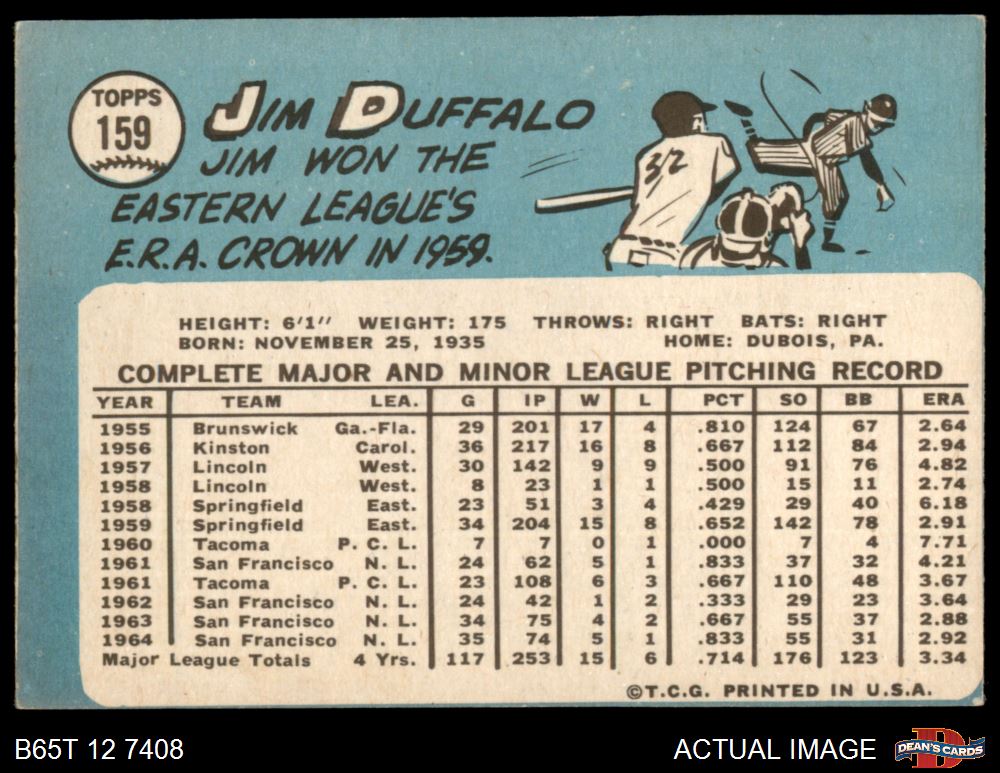 TOPPS
159
JIM DUFFALO
JIM WON THE
EASTERN LEAGUE'S
E.R.A. CROWN IN 1959.
32
HEIGHT: 6'1" WEIGHT: 175 THROWS: RIGHT BATS: RIGHT
BORN: NOVEMBER 25, 1935 HOME: DUBOIS, PA.
COMPLETE MAJOR AND MINOR LEAGUE PITCHING RECORD
YEAR TEAM LEA. G IP W L PCT SO BB ERA
1955 Brunswick Ga.-Fla. 29 201 17 4 .810 124 67 2.64
1956 Kinston Carol. 36 217 16 8 .667 112 84 2.94
1957 Lincoln West. 30 142 9 9 .500 91 76 4.82
1958 Lincoln West. 8 23 1 1 .500 15 11 2.74
1958 Springfield East. 23 51 3 4 .429 29 40 6.18
1959 Springfield East. 34 204 15 8 .652 142 78 2.91
1960 Tacoma P. C. L. 7 7 0 1 .000 7 4 7.71
1961 San Francisco N. L. 24 62 5 1 .833 37 32 4.21
1961 Tacoma P. C. L. 23 108 6 3 .667 110 48 3.67
1962 San Francisco N. L. 24 42 1 2 .333 29 23 3.64
1963 San Francisco N. L. 34 75 4 2 .667 55 37 2.88
1964 San Francisco N. L. 35 74 5 1 .833 55 31 2.92
Major League Totals 4 Yrs. 117 253 15 6 .714 176 123 3.34
©T.C.G. PRINTED IN U.S.A.
B65T 12 7408 ACTUAL IMAGE
D
DEAN'S CARDS